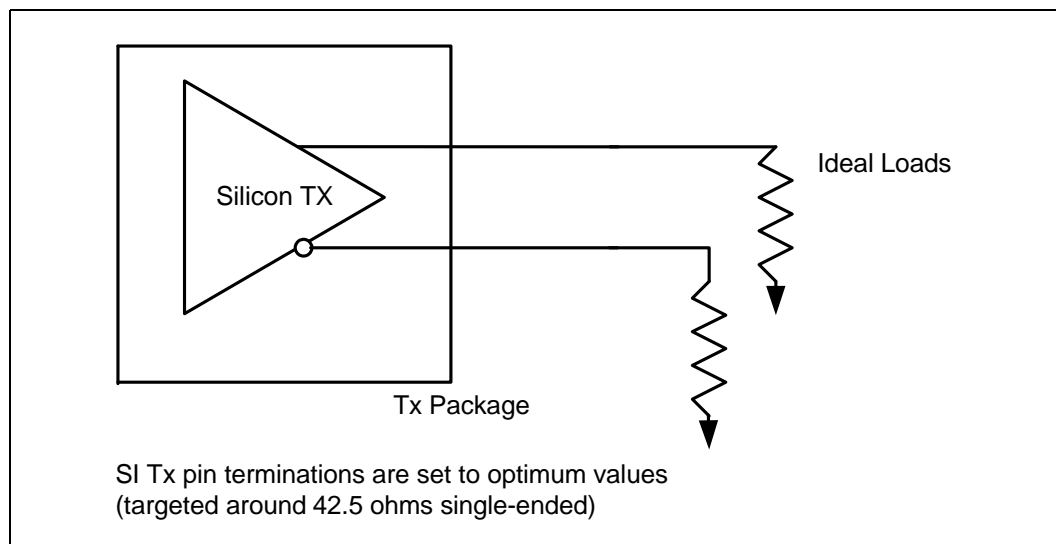 Silicon TX
Ideal Loads
Tx Package
SI Tx pin terminations are set to optimum values
(targeted around 42.5 ohms single-ended)